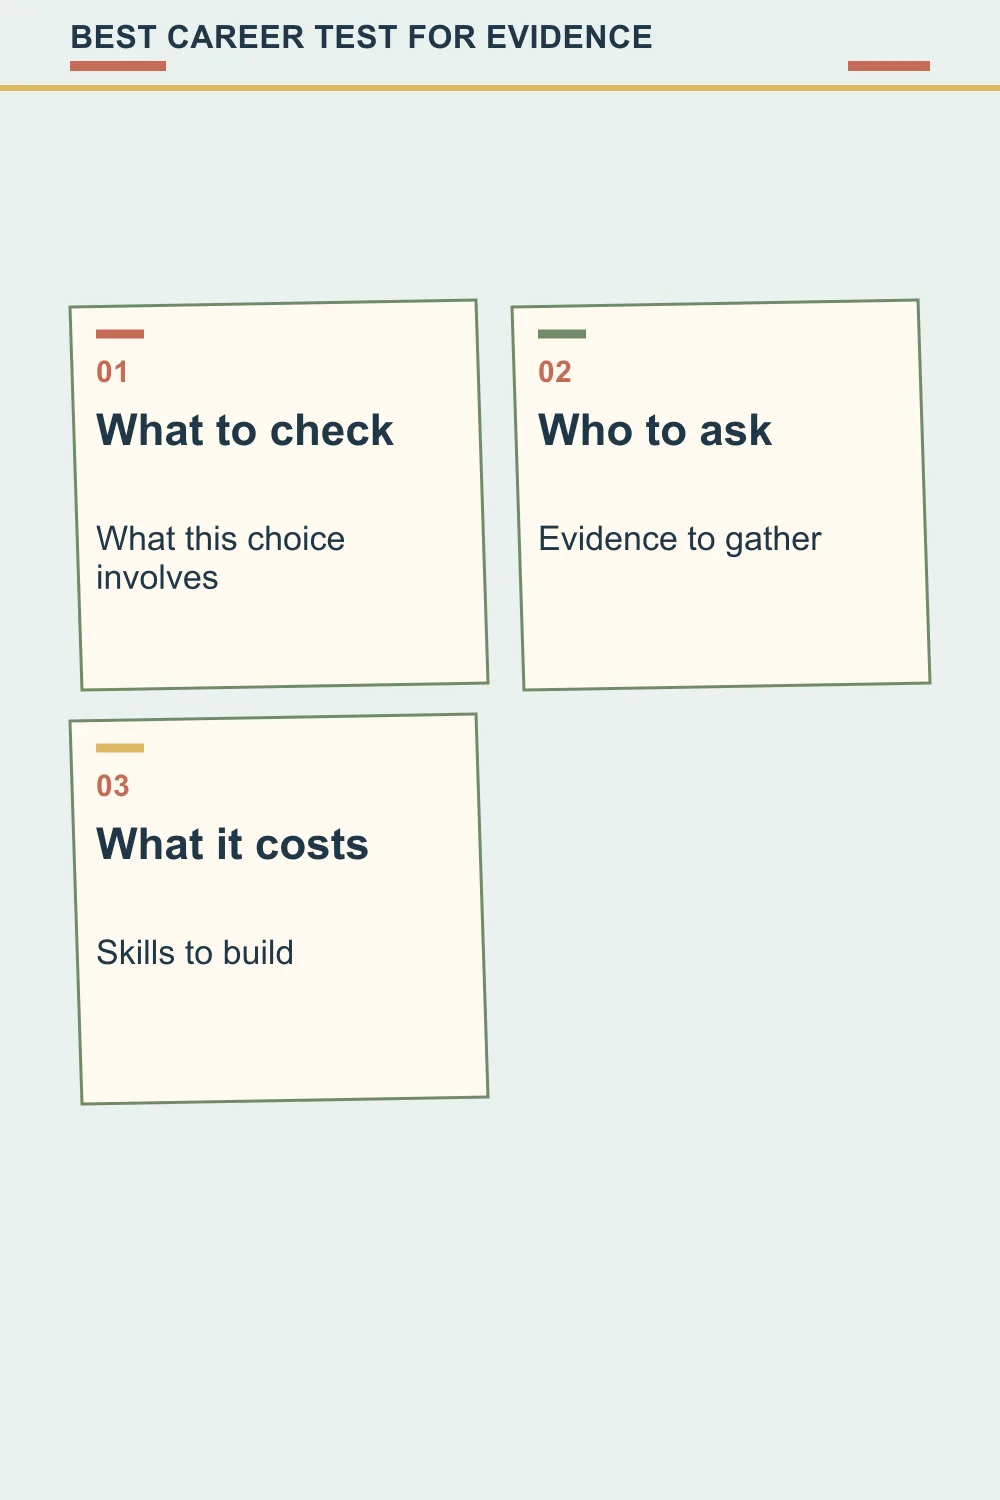 BEST CAREER TEST FOR EVIDENCE
01
What to check
What this choice
involves
02
Who to ask
Evidence to gather
03
What it costs
Skills to build